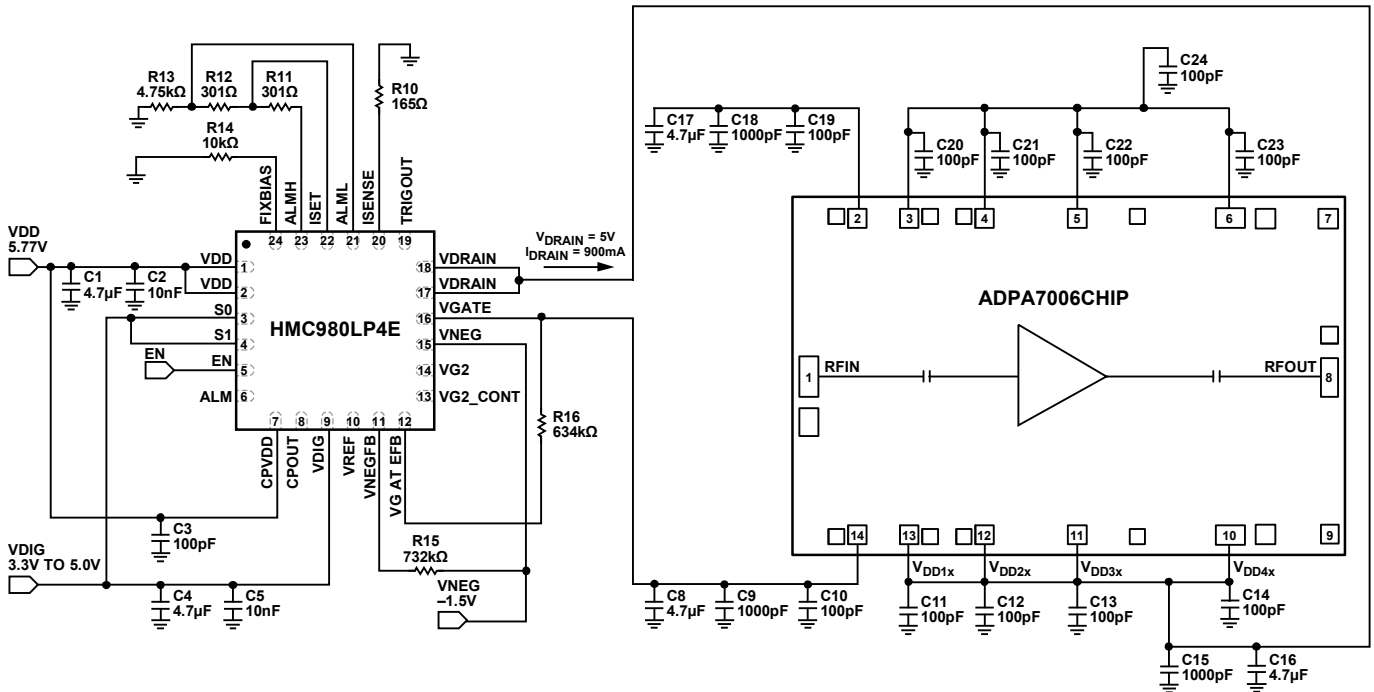 R13
4.75kΩ
R12
301Ω
R11
301Ω
R14
10kΩ
R10
165Ω
C24
100pF
C17
4.7µF
C18
1000pF
C19
100pF
C20
100pF
C21
100pF
C22
100pF
C23
100pF
FIXBIAS
ALMH
ISET
ALML
ISENSE
TRIGOUT
24
23
22
21
20
19
VDD
5.77V
C1
4.7µF
C2
10nF
VDD
1
VDD
2
S0
3
S1
4
EN
EN
5
ALM
6
HMC980LP4E
18
VDRAIN
17
VDRAIN
16
VGATE
15
VNEG
14
VG2
13
VG2_CONT
VDRAIN = 5V
IDRAIN = 900mA
7
8
9
10
11
12
CPVDD
CPOUT
VDIG
VREF
VNEGFB
VG AT EFB
R16
634kΩ
C3
100pF
R15
732kΩ
VDIG
3.3V TO 5.0V
C4
4.7µF
C5
10nF
VNEG
–1.5V
2
3
4
5
6
7
ADPA7006CHIP
1
RFIN
RFOUT
8
14
13
12
11
10
9
VDD1x
VDD2x
VDD3x
VDD4x
C8
4.7µF
C9
1000pF
C10
100pF
C11
100pF
C12
100pF
C13
100pF
C14
100pF
C15
1000pF
C16
4.7µF